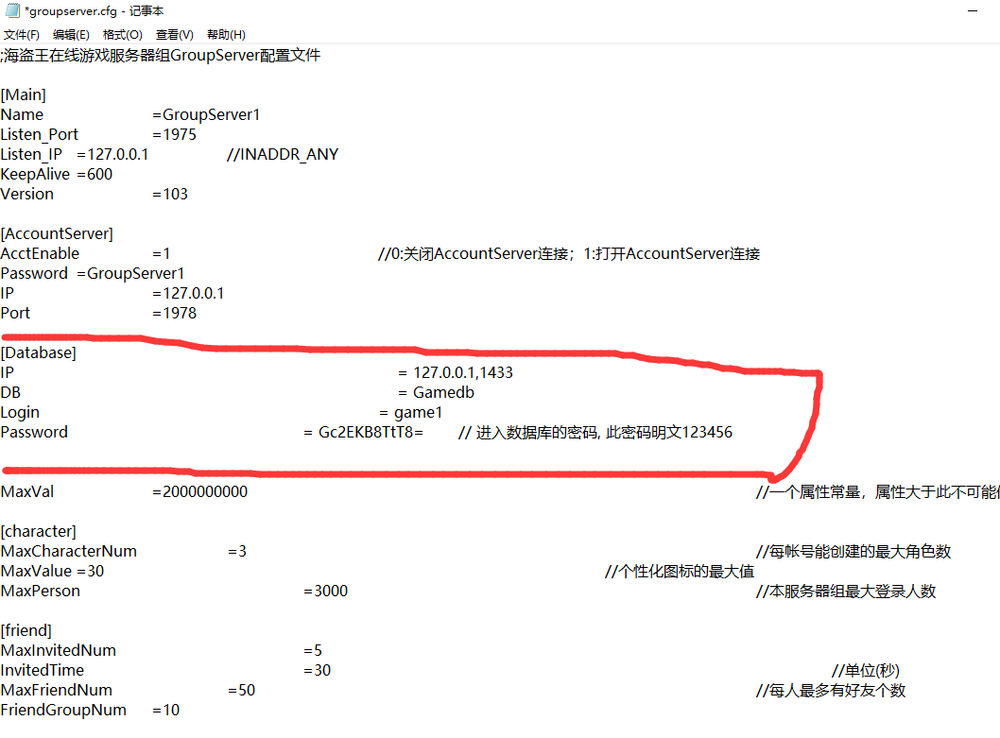 *groupserver.cfg - 记事本
文件(F) 编辑(E) 格式(O) 查看(V) 帮助(H)
;海盗王在线游戏服务器组GroupServer配置文件
[Main]
Name =GroupServer1
Listen_Port =1975
Listen_IP =127.0.0.1 //INADDR_ANY
KeepAlive =600
Version =103
[AccountServer]
AcctEnable =1 //0:关闭AccountServer连接；1:打开AccountServer连接
Password =GroupServer1
IP =127.0.0.1
Port =1978
[Database]
IP = 127.0.0.1,1433
DB = Gamedb
Login = game1
Password = Gc2EKB8TtT8= // 进入数据库的密码, 此密码明文123456
MaxVal =2000000000 //一个属性常量，属性大于此不可能
[character]
MaxCharacterNum =3 //每帐号能创建的最大角色数
MaxValue =30 //个性化图标的最大值
MaxPerson =3000 //本服务器组最大登录人数
[friend]
MaxInvitedNum =5
InvitedTime =30 //单位(秒)
MaxFriendNum =50 //每人最多有好友个数
FriendGroupNum =10